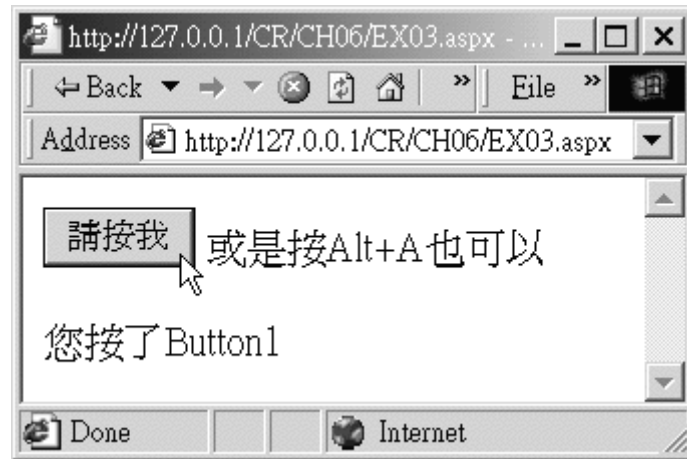 http://127.0.0.1/CR/CH06/EX03.aspx - ...
Back » File »
Address http://127.0.0.1/CR/CH06/EX03.aspx
請按我 或是按Alt+A也可以
您按了Button1
Done Internet